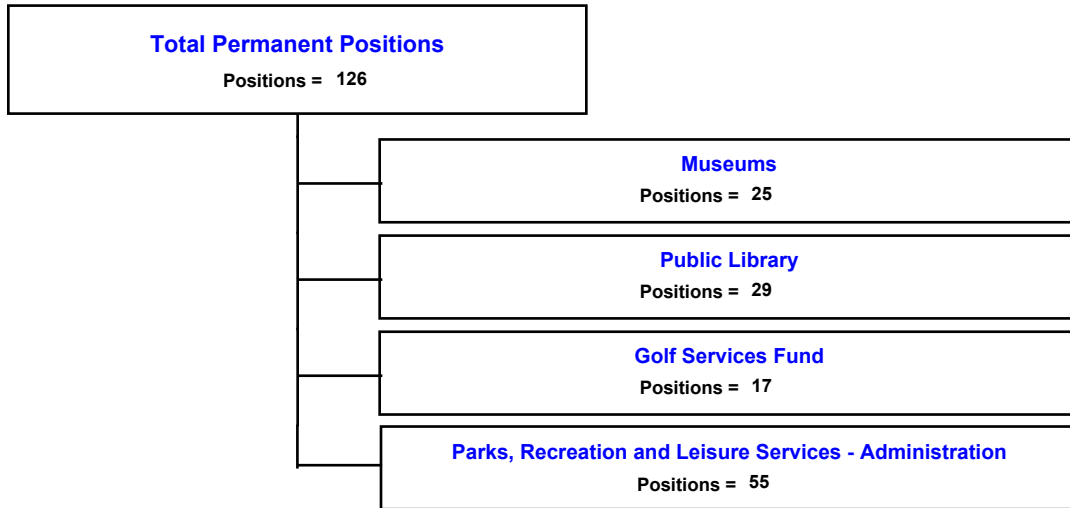 Total Permanent Positions
Positions = 126
Museums
Positions = 25
Public Library
Positions = 29
Golf Services Fund
Positions = 17
Parks, Recreation and Leisure Services - Administration
Positions = 55